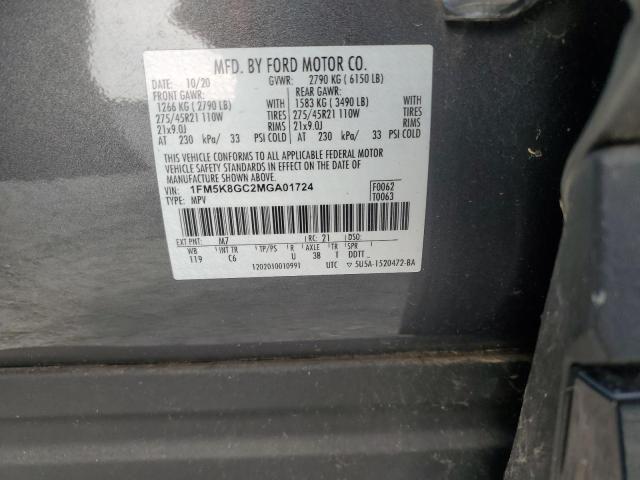 MFD. BY FORD MOTOR CO.
DATE: 10/20 GVWR: 2790 KG ( 6150 LB)
FRONT GAWR: REAR GAWR:
1266 KG ( 2790 LB) WITH 1583 KG ( 3490 LB) WITH
275/45R21 110W TIRES 275/45R21 110W TIRES
21x9.0J RIMS 21x9.0J RIMS
AT 230 kPa/ 33 PSI COLD AT 230 kPa/ 33 PSI COLD
THIS VEHICLE CONFORMS TO ALL APPLICABLE FEDERAL MOTOR
VEHICLE SAFETY STANDARDS IN EFFECT ON THE DATE OF
MANUFACTURE SHOWN ABOVE.
VIN: 1FM5K8GC2MGA01724 F0062
TYPE: MPV T0063
EXT PNT: M7 RC: 21 DSO:
WB INT TR TP/PS R AXLE TR SPR
119 C6 U 38 1 DDTT
1202010010991 UTC ▽ 5U5A-1520472-BA